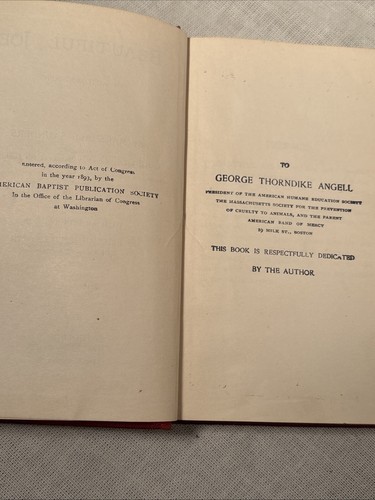 Entered, according to Act of Congress
in the year 1893, by the
AMERICAN BAPTIST PUBLICATION SOCIETY
In the Office of the Librarian of Congress
at Washington
TO
GEORGE THORNDIKE ANGELL
PRESIDENT OF THE AMERICAN HUMANE EDUCATION SOCIETY
THE MASSACHUSETTS SOCIETY FOR THE PREVENTION
OF CRUELTY TO ANIMALS, AND THE PARENT
AMERICAN BAND OF MERCY
19 MILK ST., BOSTON
THIS BOOK IS RESPECTFULLY DEDICATED
BY THE AUTHOR